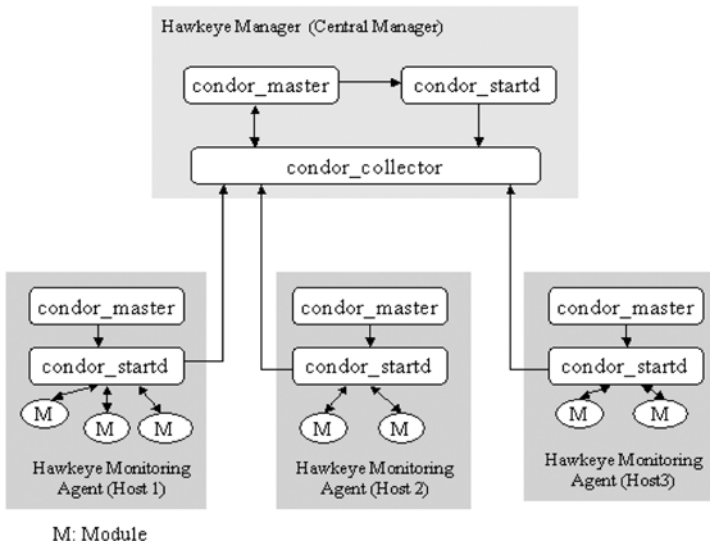 Hawkeye Manager (Central Manager)
condor_master
condor_startd
condor_collector
condor_master
condor_startd
M
M
M
Hawkeye Monitoring
Agent (Host 1)
condor_master
condor_startd
M
M
Hawkeye Monitoring
Agent (Host 2)
condor_master
condor_startd
M
M
Hawkeye Monitoring
Agent (Host3)
M: Module